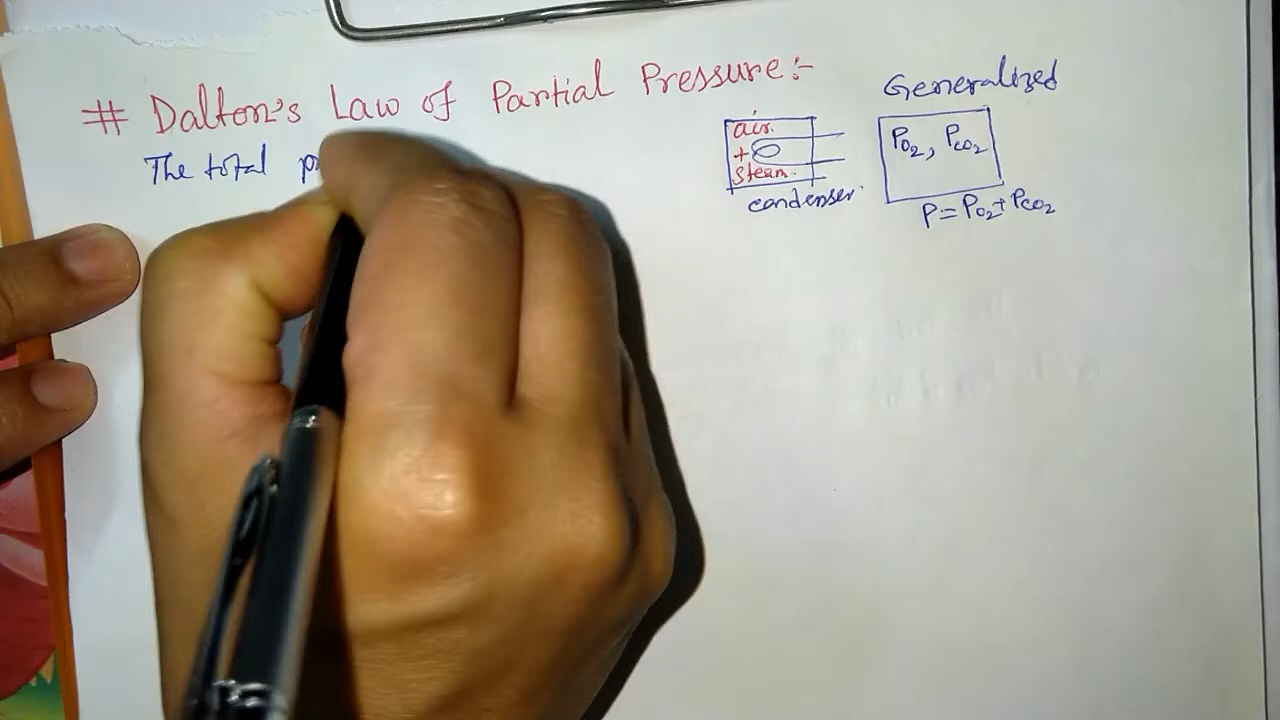 # Dalton's Law of Partial Pressure:-
The total
air
+
steam.
condenser.
Generalized
PO2, PCO2
P = PO2 + PCO2